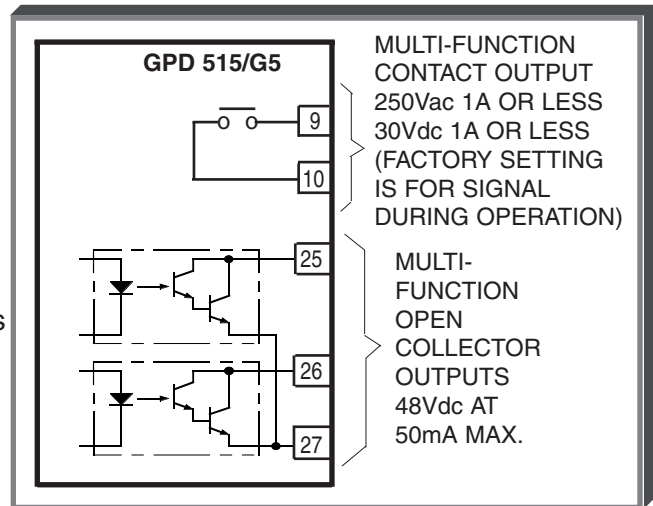 GPD 515/G5
9
10
25
26
27
MULTI-FUNCTION
CONTACT OUTPUT
250Vac 1A OR LESS
30Vdc 1A OR LESS
(FACTORY SETTING
IS FOR SIGNAL
DURING OPERATION)
MULTI-
FUNCTION
OPEN
COLLECTOR
OUTPUTS
48Vdc AT
50mA MAX.
s